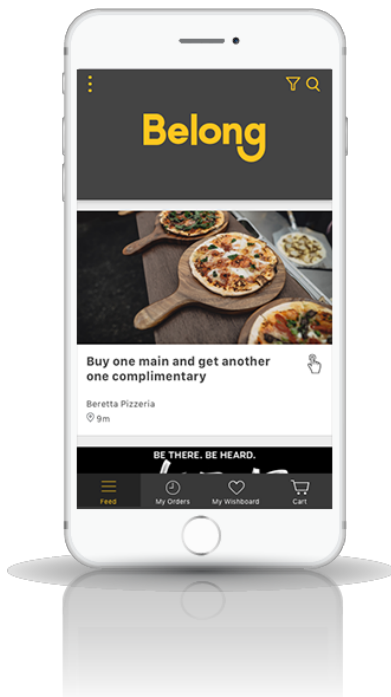 Belong
Buy one main and get another
one complimentary
Beretta Pizzeria
9m
BE THERE. BE HEARD.
Feed
My Orders
My Wishboard
Cart